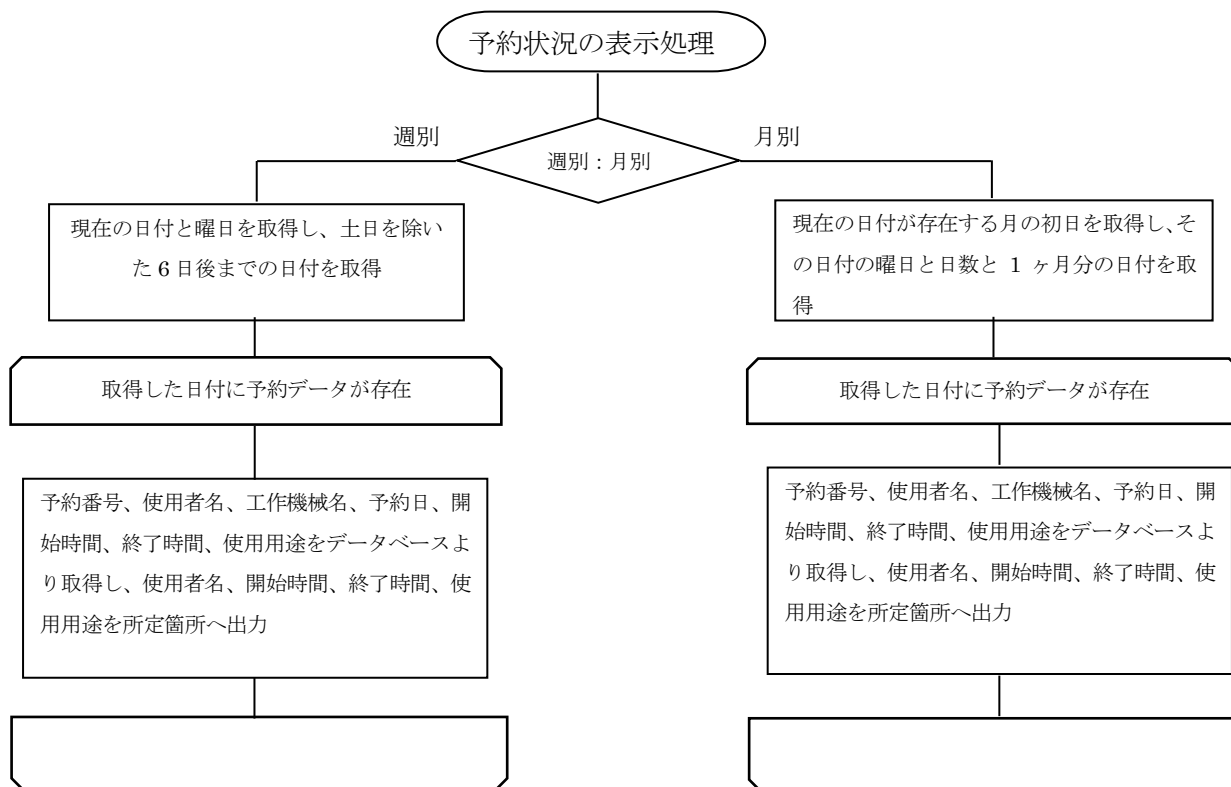 予約状況の表示処理
週別
月別
週別：月別
現在の日付と曜日を取得し、土日を除い
た 6 日後までの日付を取得
取得した日付に予約データが存在
予約番号、使用者名、工作機械名、予約日、開
始時間、終了時間、使用用途をデータベースよ
り取得し、使用者名、開始時間、終了時間、使
用用途を所定箇所へ出力
現在の日付が存在する月の初日を取得し、そ
の日付の曜日と日数と 1 ヶ月分の日付を取
得
取得した日付に予約データが存在
予約番号、使用者名、工作機械名、予約日、開
始時間、終了時間、使用用途をデータベースよ
り取得し、使用者名、開始時間、終了時間、使
用用途を所定箇所へ出力